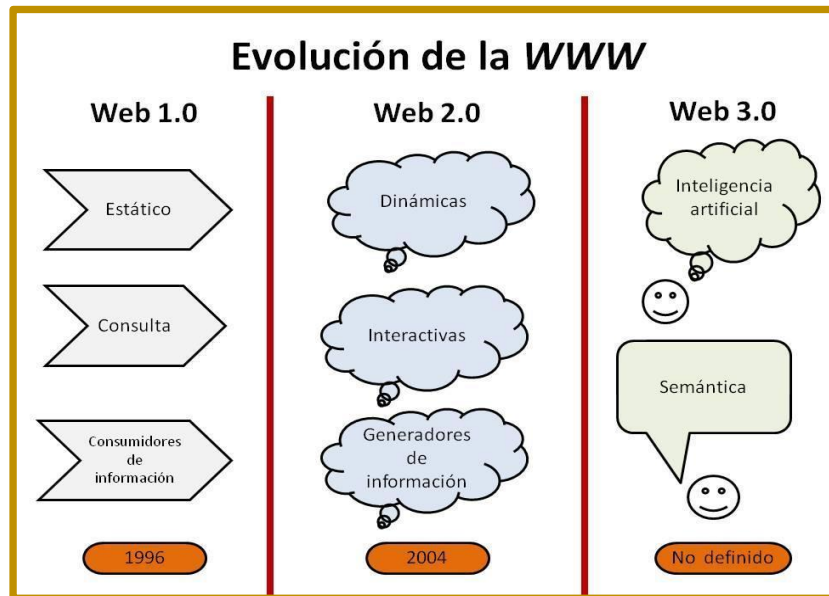 Evolución de la WWW
Web 1.0
Estático
Consulta
Consumidores
de
información
1996
Web 2.0
Dinámicas
Interactivas
Generadores
de
información
2004
Web 3.0
Inteligencia
artificial
Semántica
No definido